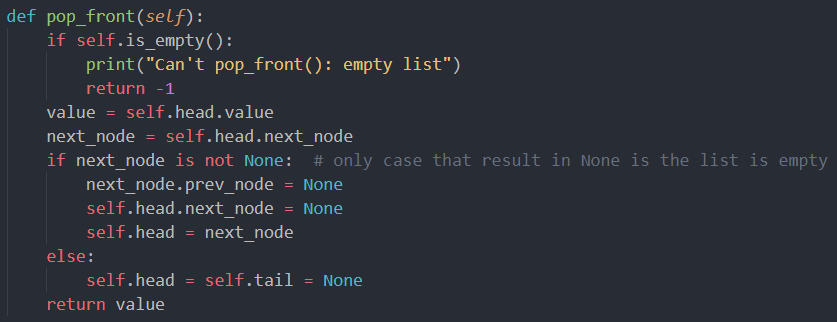 def pop_front(self):
    if self.is_empty():
        print("Can't pop_front(): empty list")
        return -1
    value = self.head.value
    next_node = self.head.next_node
    if next_node is not None:  # only case that result in None is the list is empty
        next_node.prev_node = None
        self.head.next_node = None
        self.head = next_node
    else:
        self.head = self.tail = None
    return value